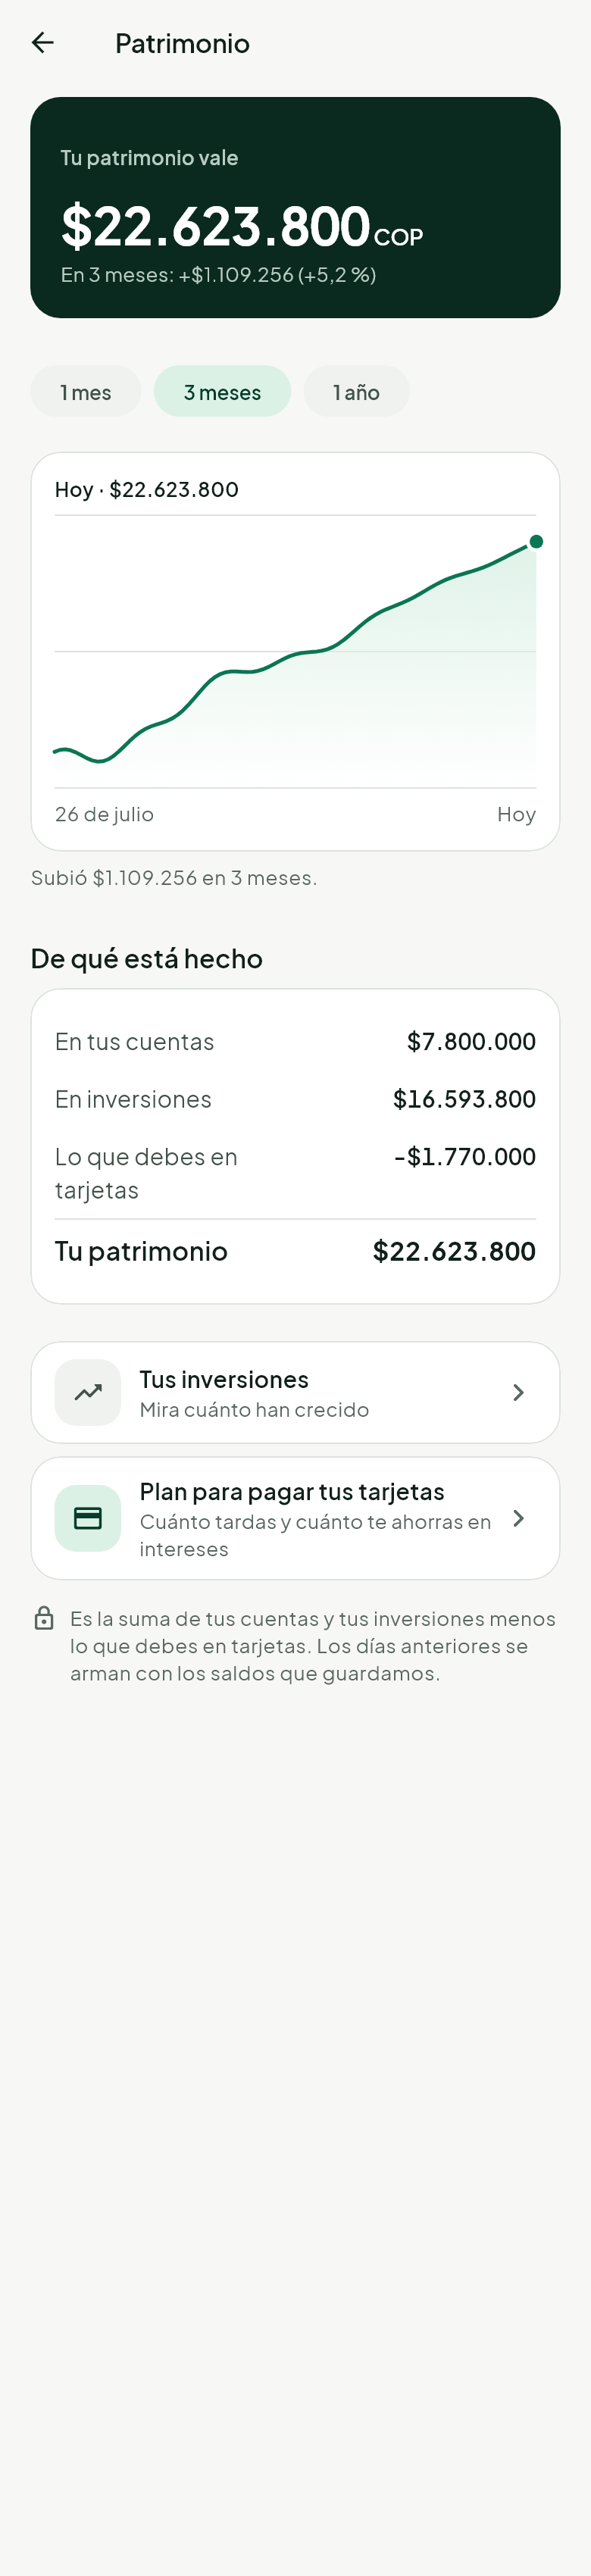 Patrimonio
Tu patrimonio vale
$22.623.800 COP
En 3 meses: +$1.109.256 (+5,2 %)
1 mes
3 meses
1 año
Hoy · $22.623.800
26 de julio
Hoy
Subió $1.109.256 en 3 meses.
De qué está hecho
En tus cuentas
$7.800.000
En inversiones
$16.593.800
Lo que debes en
tarjetas
-$1.770.000
Tu patrimonio
$22.623.800
Tus inversiones
Mira cuánto han crecido
Plan para pagar tus tarjetas
Cuánto tardas y cuánto te ahorras en
intereses
Es la suma de tus cuentas y tus inversiones menos
lo que debes en tarjetas. Los días anteriores se
arman con los saldos que guardamos.